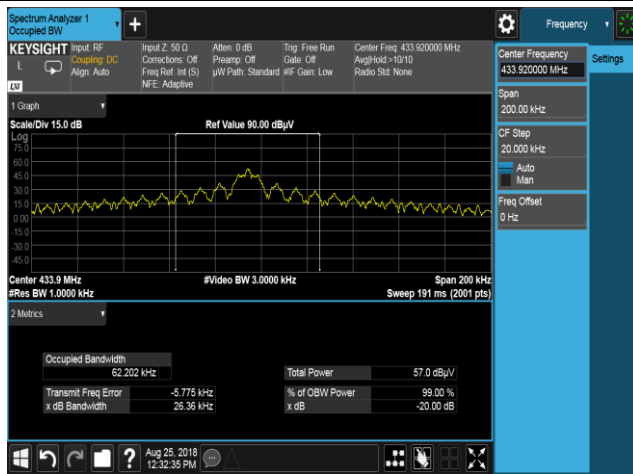 Spectrum Analyzer 1
Occupied BW
+
Frequency
KEYSIGHT
L
LXI
Input: RF
Coupling: DC
Align: Auto
Input Z: 50 Ω
Corrections: Off
Freq Ref: Int (S)
NFE: Adaptive
Atten: 0 dB
Preamp: Off
µW Path: Standard
Trig: Free Run
Gate: Off
#IF Gain: Low
Center Freq: 433.920000 MHz
Avg|Hold:>10/10
Radio Std: None
Center Frequency
433.920000 MHz
Settings
Span
200.00 kHz
CF Step
20.000 kHz
Auto
Man
Freq Offset
0 Hz
1 Graph
Scale/Div 15.0 dB
Ref Value 90.00 dBµV
Log
75.0
60.0
45.0
30.0
15.0
0.00
-15.0
-30.0
-45.0
Center 433.9 MHz
#Video BW 3.0000 kHz
Span 200 kHz
#Res BW 1.0000 kHz
Sweep 191 ms (2001 pts)
2 Metrics
Occupied Bandwidth
62.202 kHz
Total Power 57.0 dBµV
Transmit Freq Error -5.775 kHz
% of OBW Power 99.00 %
x dB Bandwidth 26.36 kHz
x dB -20.00 dB
?
Aug 25, 2018
12:32:35 PM